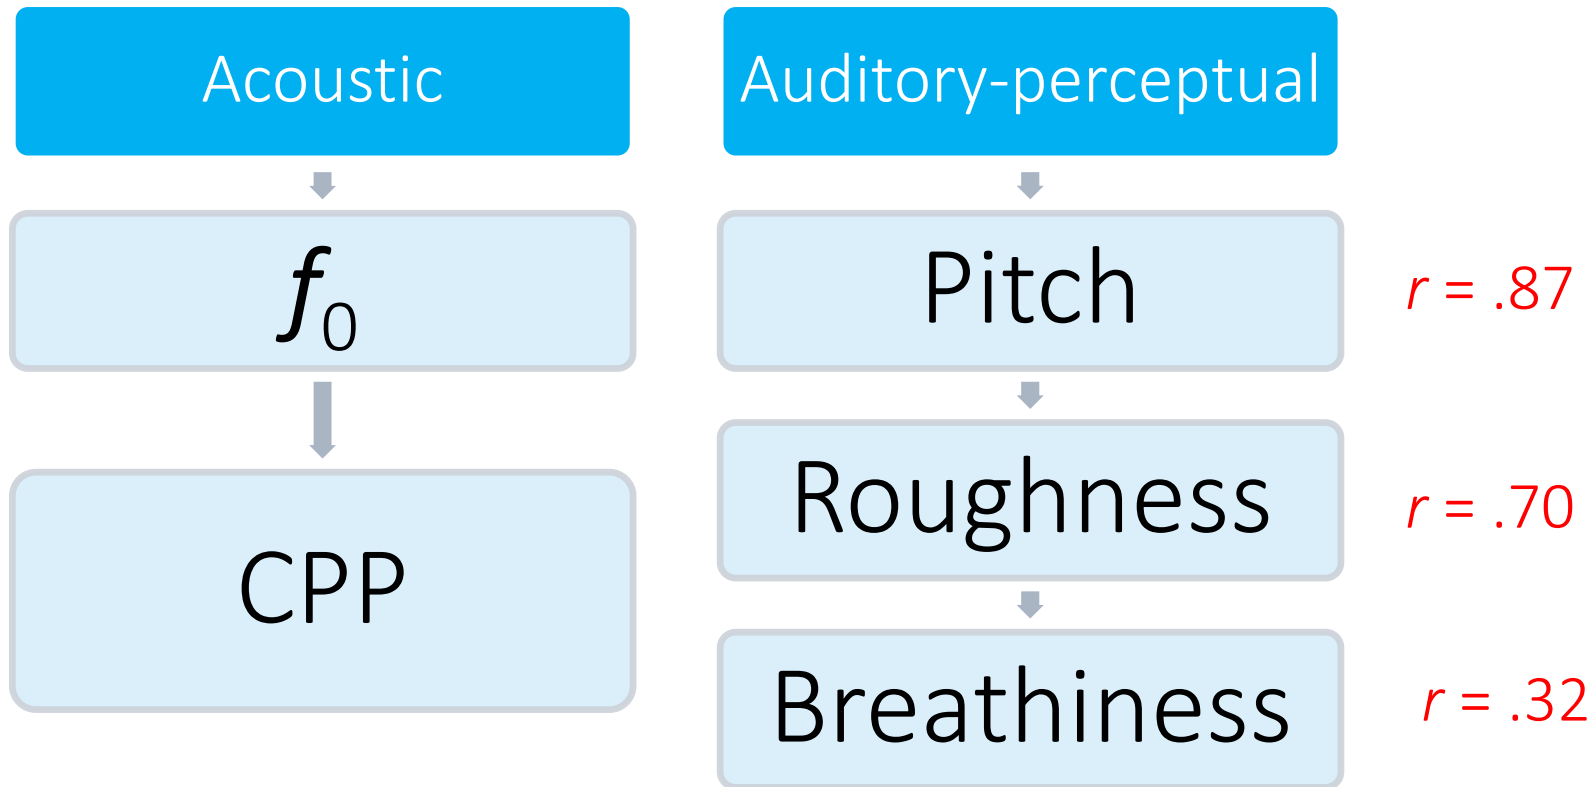 Acoustic
f0
CPP
Auditory-perceptual
Pitch
r = .87
Roughness
r = .70
Breathiness
r = .32